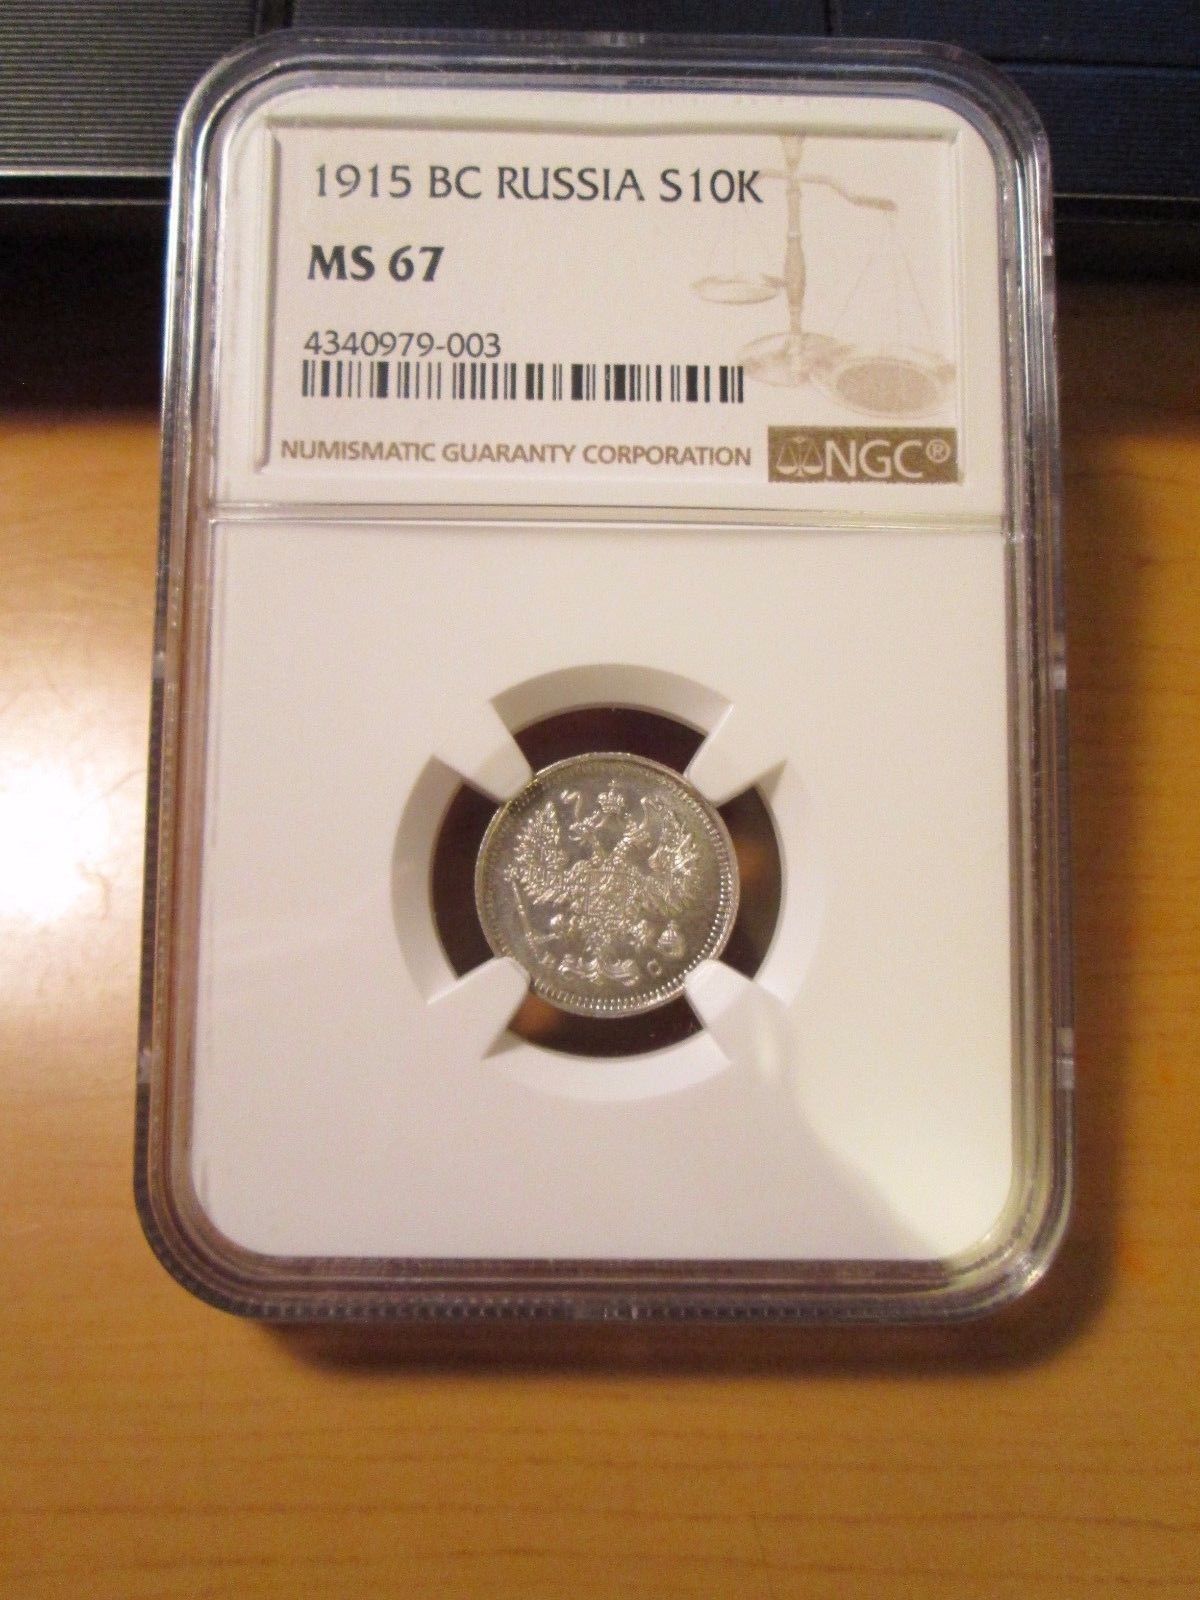 1915 BC RUSSIA S10K
MS 67
4340979-003
NUMISMATIC GUARANTY CORPORATION NGC®
С